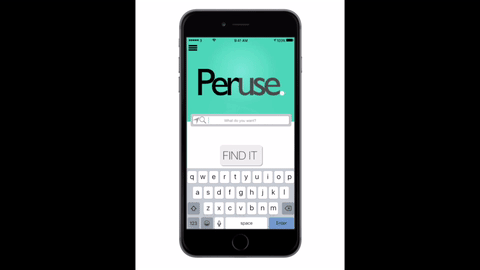 9:41 AM
Peruse.
What do you want?
FIND IT
q w e r t y u i o p
a s d f g h j k l
z x c v b n m
123 space Enter